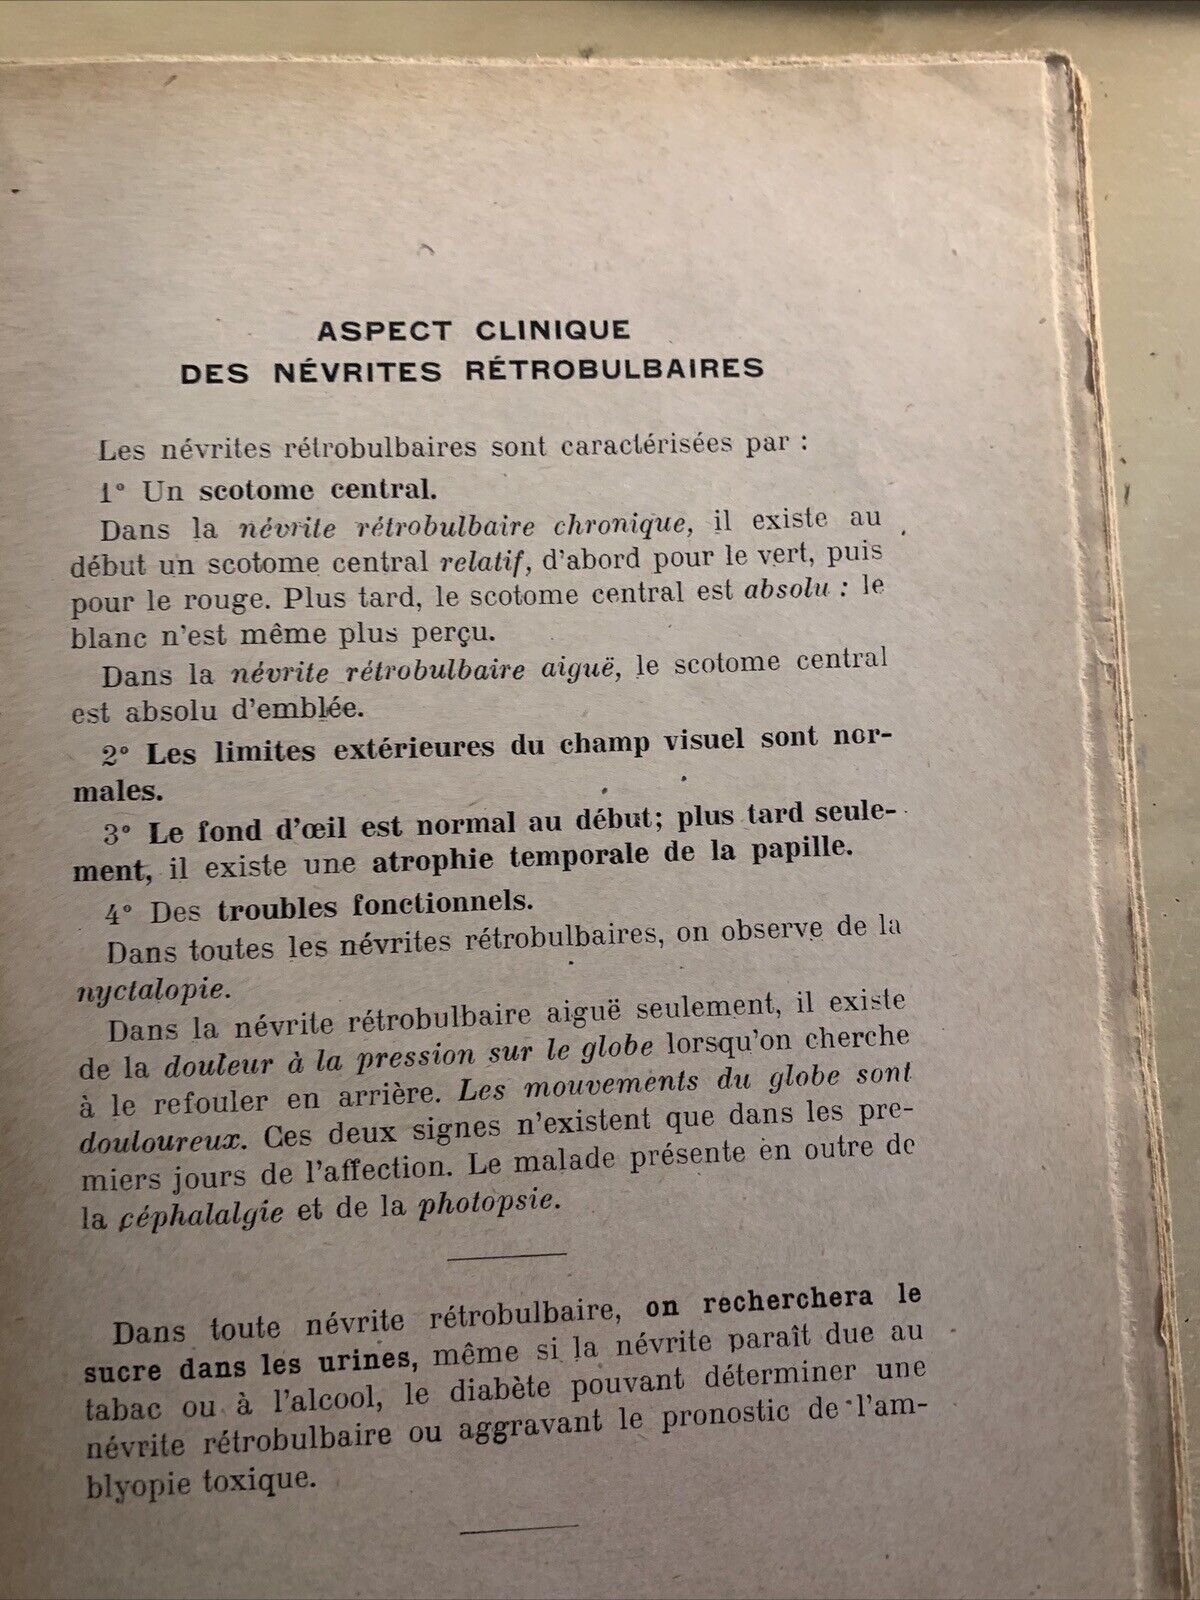 ASPECT CLINIQUE
DES NÉVRITES RÉTROBULBAIRES
Les névrites rétrobulbaires sont caractérisées par :
1° Un scotome central.
Dans la névrite rétrobulbaire chronique, il existe au
début un scotome central relatif, d'abord pour le vert, puis
pour le rouge. Plus tard, le scotome central est absolu : le
blanc n'est même plus perçu.
Dans la névrite rétrobulbaire aiguë, le scotome central
est absolu d'emblée.
2° Les limites extérieures du champ visuel sont nor-
males.
3° Le fond d'œil est normal au début; plus tard seule-
ment, il existe une atrophie temporale de la papille.
4° Des troubles fonctionnels.
Dans toutes les névrites rétrobulbaires, on observe de la
nyctalopie.
Dans la névrite rétrobulbaire aiguë seulement, il existe
de la douleur à la pression sur le globe lorsqu'on cherche
à le refouler en arrière. Les mouvements du globe sont
douloureux. Ces deux signes n'existent que dans les pre-
miers jours de l'affection. Le malade présente en outre de
la céphalalgie et de la photopsie.
Dans toute névrite rétrobulbaire, on recherchera le
sucre dans les urines, même si la névrite paraît due au
tabac ou à l'alcool, le diabète pouvant déterminer une
névrite rétrobulbaire ou aggravant le pronostic de l'am-
blyopie toxique.